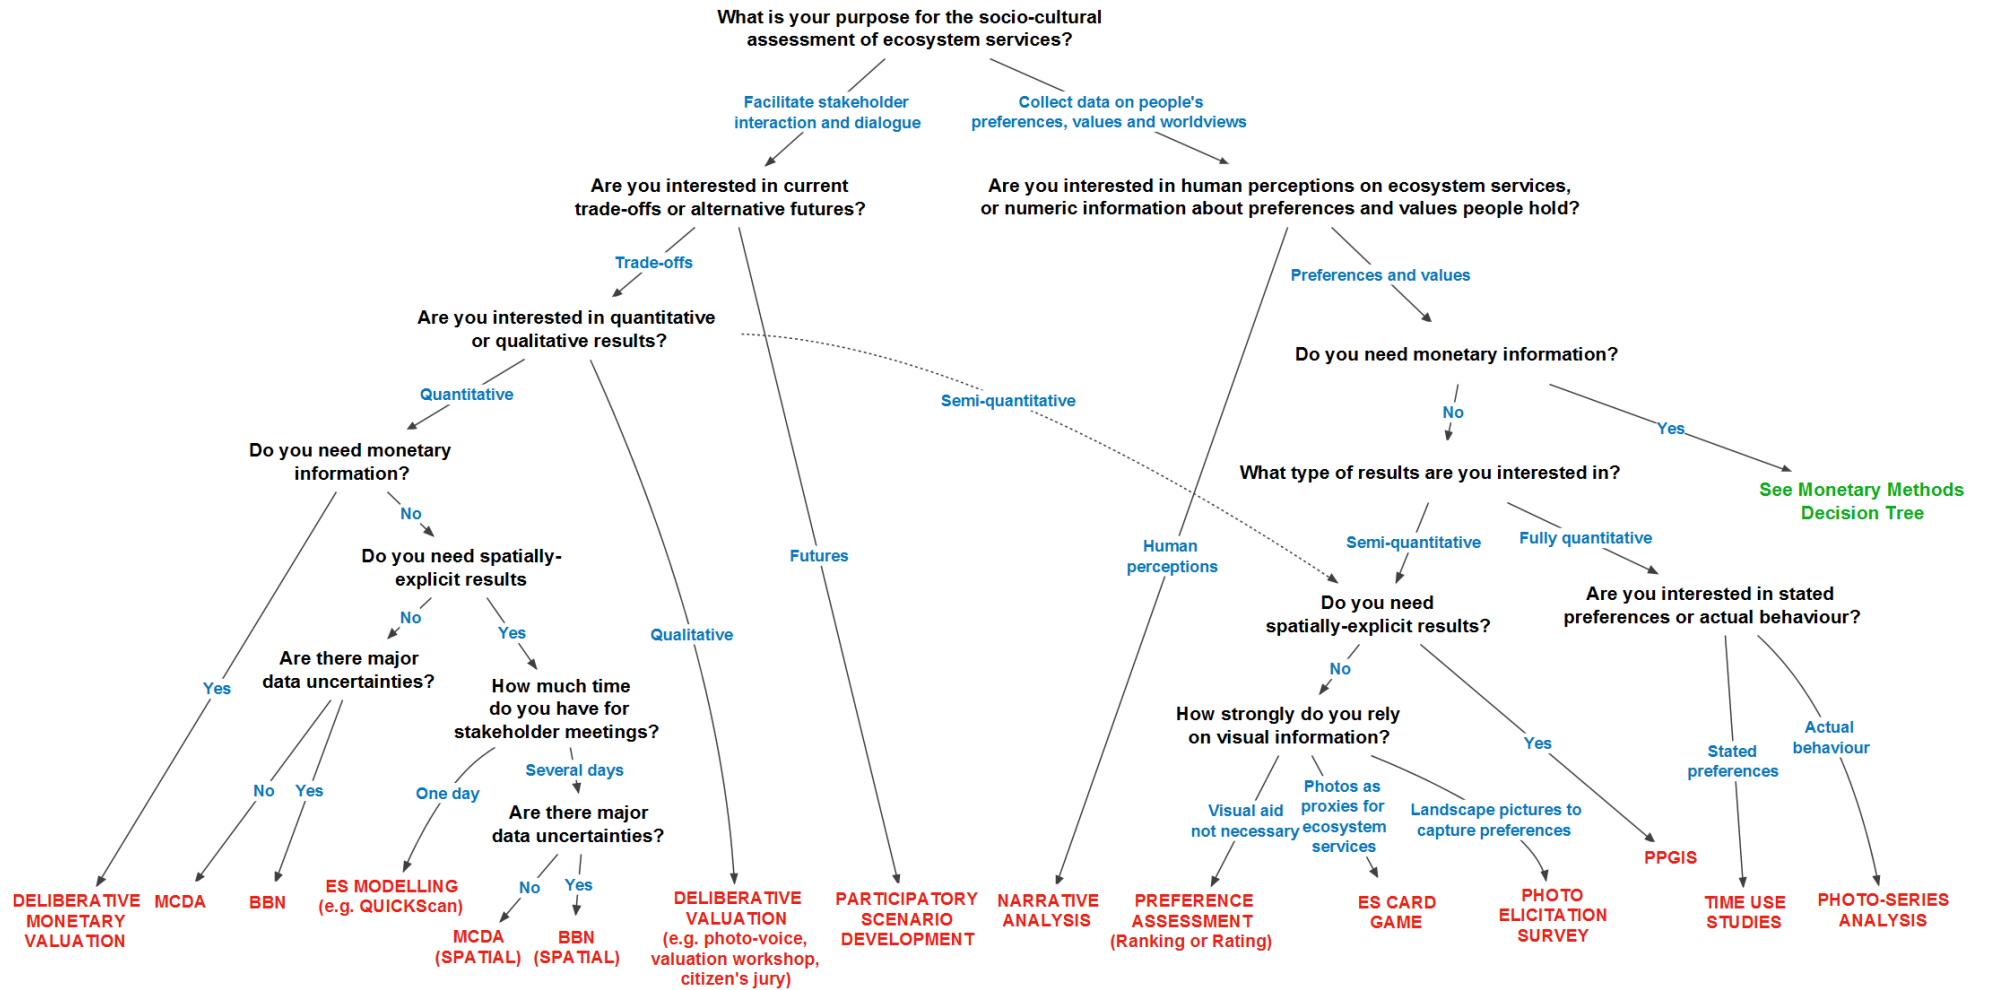 What is your purpose for the socio-cultural
assessment of ecosystem services?
Facilitate stakeholder
interaction and dialogue
Collect data on people's
preferences, values and worldviews
Are you interested in current
trade-offs or alternative futures?
Are you interested in human perceptions on ecosystem services,
or numeric information about preferences and values people hold?
Trade-offs
Preferences and values
Are you interested in quantitative
or qualitative results?
Do you need monetary information?
Quantitative
Semi-quantitative
No
Yes
Do you need monetary
information?
What type of results are you interested in?
See Monetary Methods
Decision Tree
No
Do you need spatially-
explicit results
Futures
Human
perceptions
Semi-quantitative
Fully quantitative
No
Yes
Qualitative
Do you need
spatially-explicit results?
Are you interested in stated
preferences or actual behaviour?
Are there major
data uncertainties?
Yes
How much time
do you have for
stakeholder meetings?
No
How strongly do you rely
on visual information?
Yes
Stated
preferences
Actual
behaviour
No
Yes
One day
Several days
Are there major
data uncertainties?
Visual aid
not necessary
Photos as
proxies for
ecosystem
services
Landscape pictures to
capture preferences
PPGIS
No
Yes
DELIBERATIVE
MONETARY
VALUATION
MCDA
BBN
ES MODELLING
(e.g. QUICKScan)
MCDA
(SPATIAL)
BBN
(SPATIAL)
DELIBERATIVE
VALUATION
(e.g. photo-voice,
valuation workshop,
citizen's jury)
PARTICIPATORY
SCENARIO
DEVELOPMENT
NARRATIVE
ANALYSIS
PREFERENCE
ASSESSMENT
(Ranking or Rating)
ES CARD
GAME
PHOTO
ELICITATION
SURVEY
TIME USE
STUDIES
PHOTO-SERIES
ANALYSIS